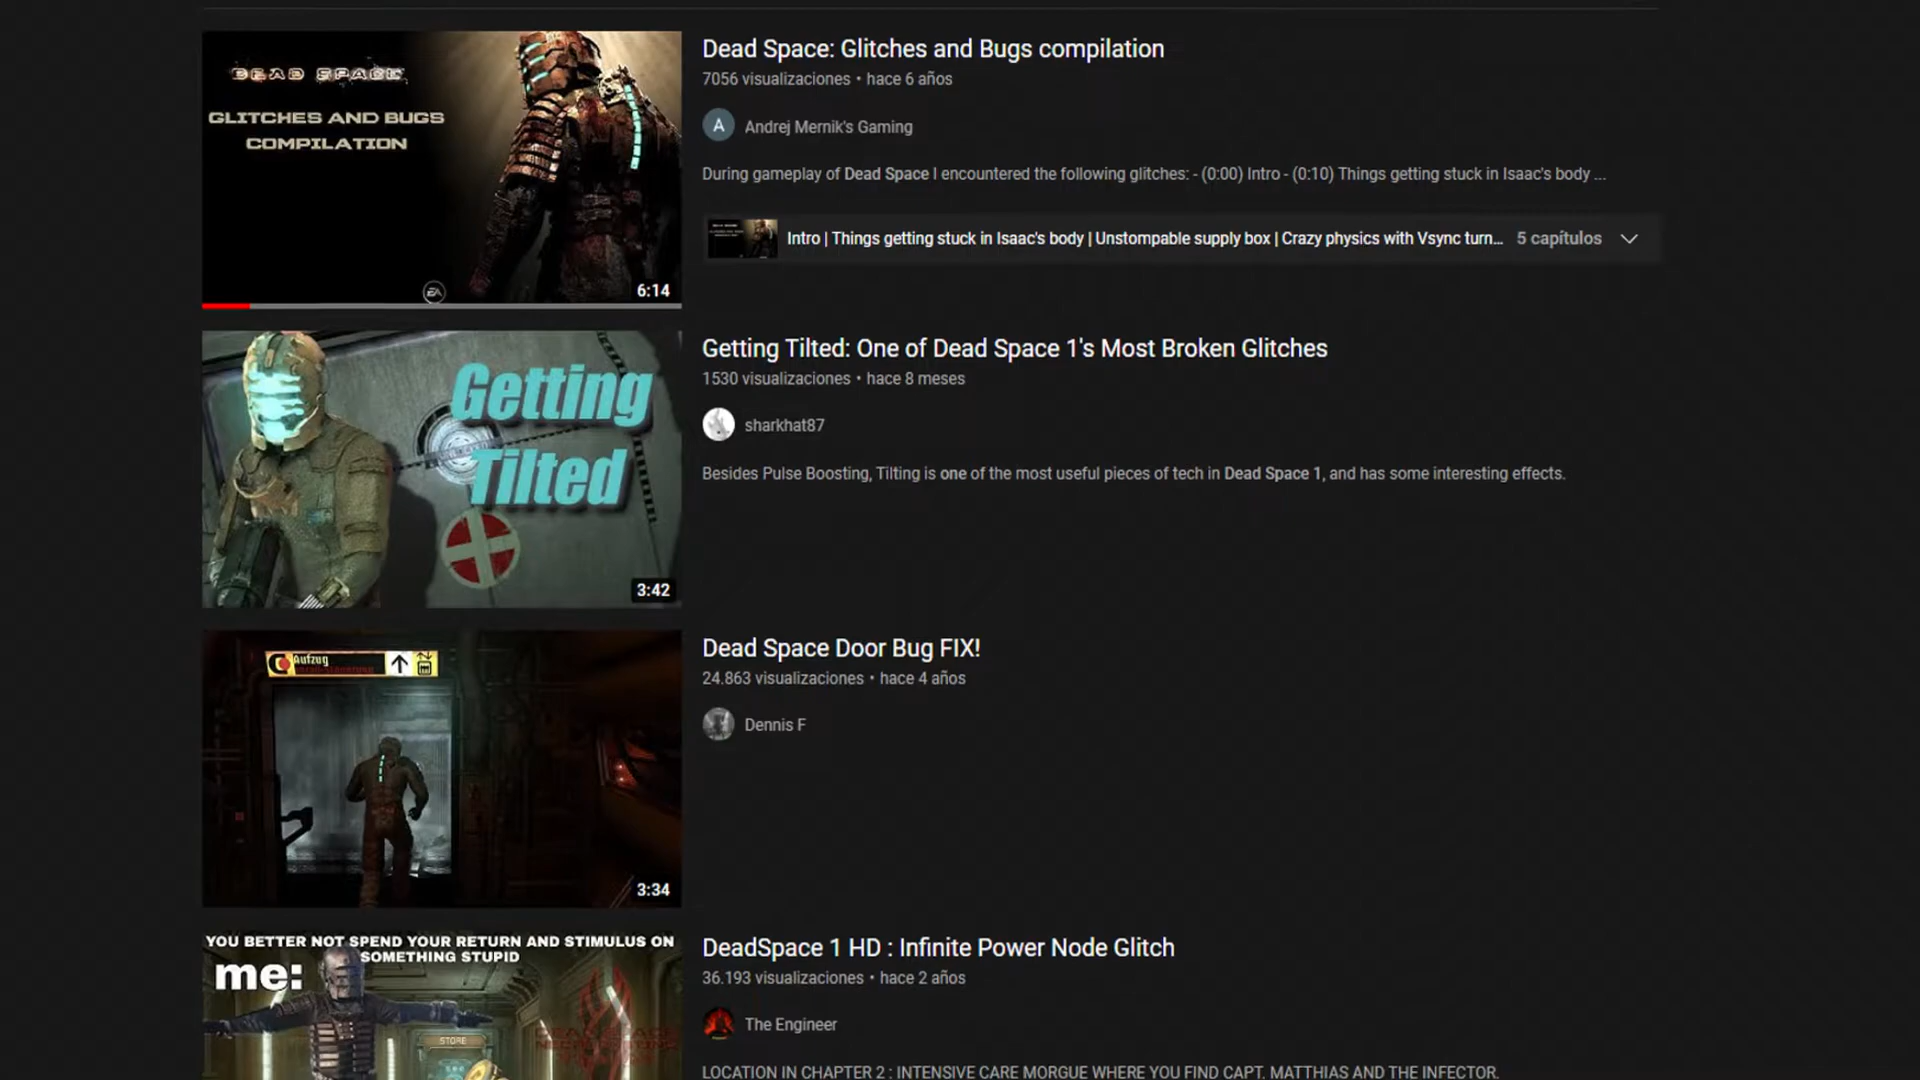 DEAD SPACE
GLITCHES AND BUGS
COMPILATION
EA
6:14
Dead Space: Glitches and Bugs compilation
7056 visualizaciones • hace 6 años
A
Andrej Mernik's Gaming
During gameplay of Dead Space I encountered the following glitches: - (0:00) Intro - (0:10) Things getting stuck in Isaac's body ...
Intro | Things getting stuck in Isaac's body | Unstompable supply box | Crazy physics with Vsync turn... 5 capítulos
Getting
Tilted
3:42
Getting Tilted: One of Dead Space 1's Most Broken Glitches
1530 visualizaciones • hace 8 meses
sharkhat87
Besides Pulse Boosting, Tilting is one of the most useful pieces of tech in Dead Space 1, and has some interesting effects.
Aufzug
3:34
Dead Space Door Bug FIX!
24.863 visualizaciones • hace 4 años
Dennis F
YOU BETTER NOT SPEND YOUR RETURN AND STIMULUS ON
SOMETHING STUPID
me:
STORE
DeadSpace 1 HD : Infinite Power Node Glitch
36.193 visualizaciones • hace 2 años
The Engineer
LOCATION IN CHAPTER 2 : INTENSIVE CARE MORGUE WHERE YOU FIND CAPT. MATTHIAS AND THE INFECTOR.